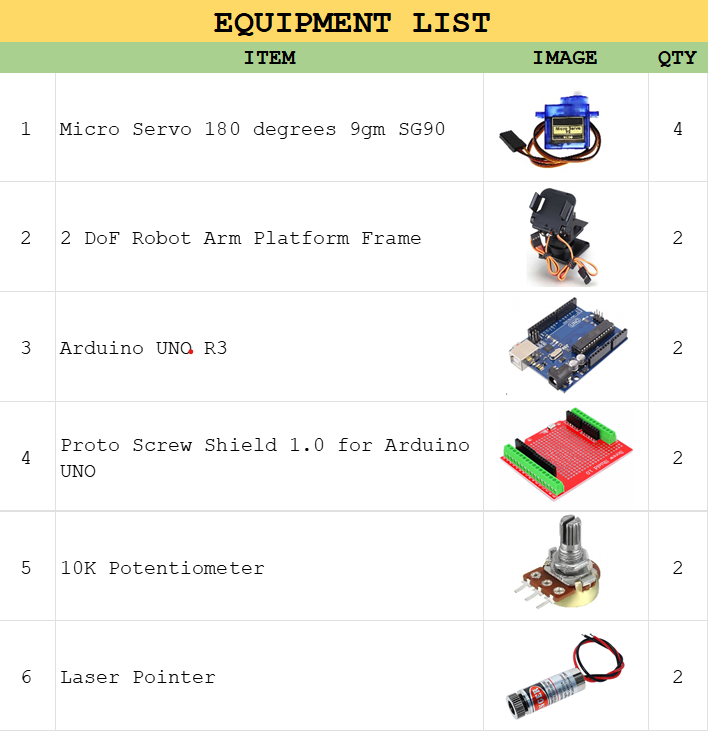 EQUIPMENT LIST
ITEM IMAGE QTY
1 Micro Servo 180 degrees 9gm SG90 4
2 2 DoF Robot Arm Platform Frame 2
3 Arduino UNO R3 2
4 Proto Screw Shield 1.0 for Arduino
UNO 2
5 10K Potentiometer 2
6 Laser Pointer 2
Micro Servo